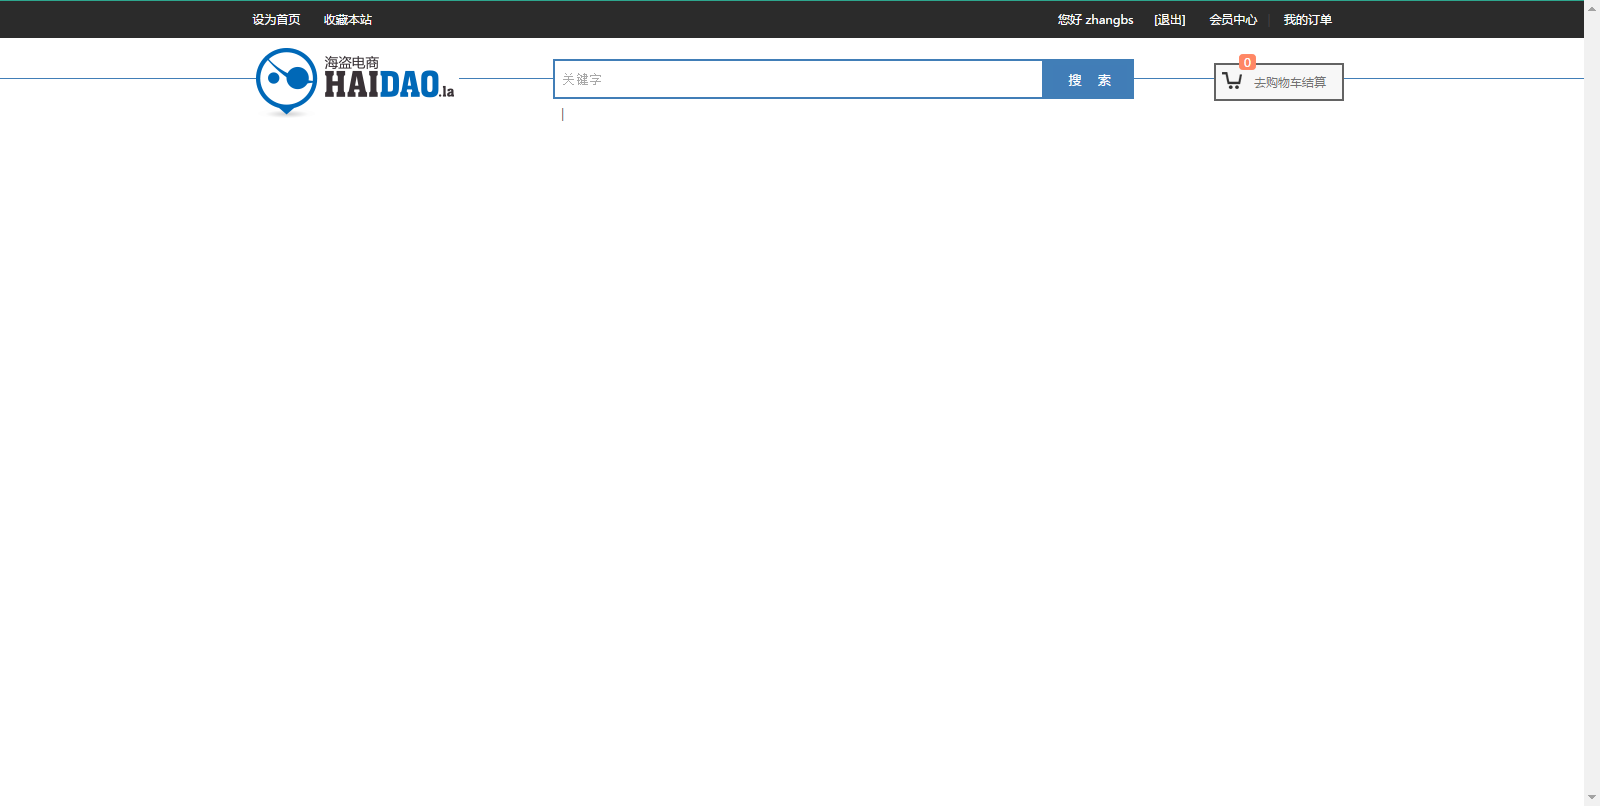 设为首页 收藏本站 您好 zhangbs [退出] 会员中心 | 我的订单
海盗电商
HAIDAO.la
关键字
搜 索
0
去购物车结算
|